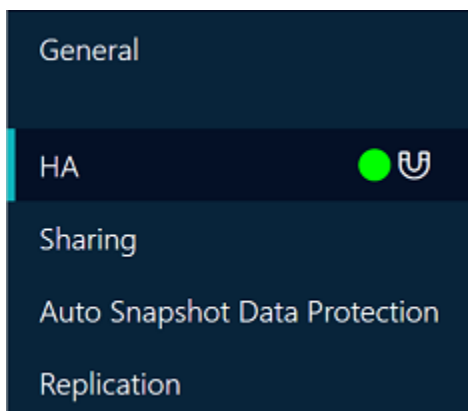 General
HA
Sharing
Auto Snapshot Data Protection
Replication